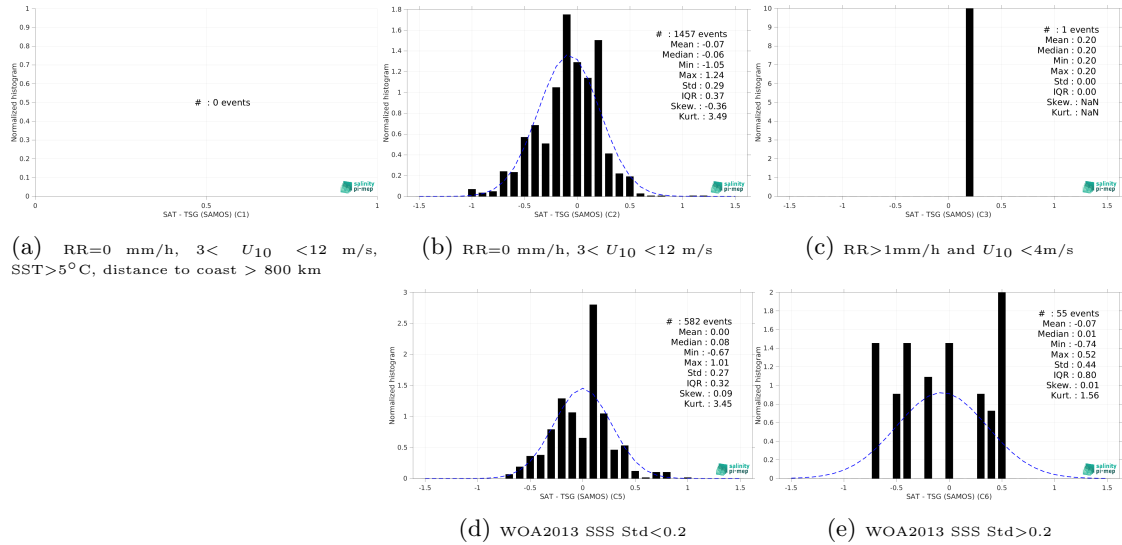 1
0.9
0.8
0.7
0.6
0.5
0.4
0.3
0.2
0.1
0
Normalized histogram
# : 0 events
0 0.5 1
SAT - TSG (SAMOS) (C1)
salinity
pi-mep
(a) RR=0 mm/h, 3< U10 <12 m/s,
SST>5°C, distance to coast > 800 km
1.8
1.6
1.4
1.2
1
0.8
0.6
0.4
0.2
0
Normalized histogram
# : 1457 events
Mean : -0.07
Median : -0.06
Min : -1.05
Max : 1.24
Std : 0.29
IQR : 0.37
Skew. : -0.36
Kurt. : 3.49
-1.5 -1 -0.5 0 0.5 1 1.5
SAT - TSG (SAMOS) (C2)
salinity
pi-mep
(b) RR=0 mm/h, 3< U10 <12 m/s
10
9
8
7
6
5
4
3
2
1
0
Normalized histogram
# : 1 events
Mean : 0.20
Median : 0.20
Min : 0.20
Max : 0.20
Std : 0.00
IQR : 0.00
Skew. : NaN
Kurt. : NaN
-1.5 -1 -0.5 0 0.5 1 1.5
SAT - TSG (SAMOS) (C3)
salinity
pi-mep
(c) RR>1mm/h and U10 <4m/s
3
2.5
2
1.5
1
0.5
0
Normalized histogram
# : 582 events
Mean : 0.00
Median : 0.08
Min : -0.67
Max : 1.01
Std : 0.27
IQR : 0.32
Skew. : 0.09
Kurt. : 3.45
-1.5 -1 -0.5 0 0.5 1 1.5
SAT - TSG (SAMOS) (C5)
salinity
pi-mep
(d) WOA2013 SSS Std<0.2
2
1.8
1.6
1.4
1.2
1
0.8
0.6
0.4
0.2
0
Normalized histogram
# : 55 events
Mean : -0.07
Median : 0.01
Min : -0.74
Max : 0.52
Std : 0.44
IQR : 0.80
Skew. : 0.01
Kurt. : 1.56
-1.5 -1 -0.5 0 0.5 1 1.5
SAT - TSG (SAMOS) (C6)
salinity
pi-mep
(e) WOA2013 SSS Std>0.2